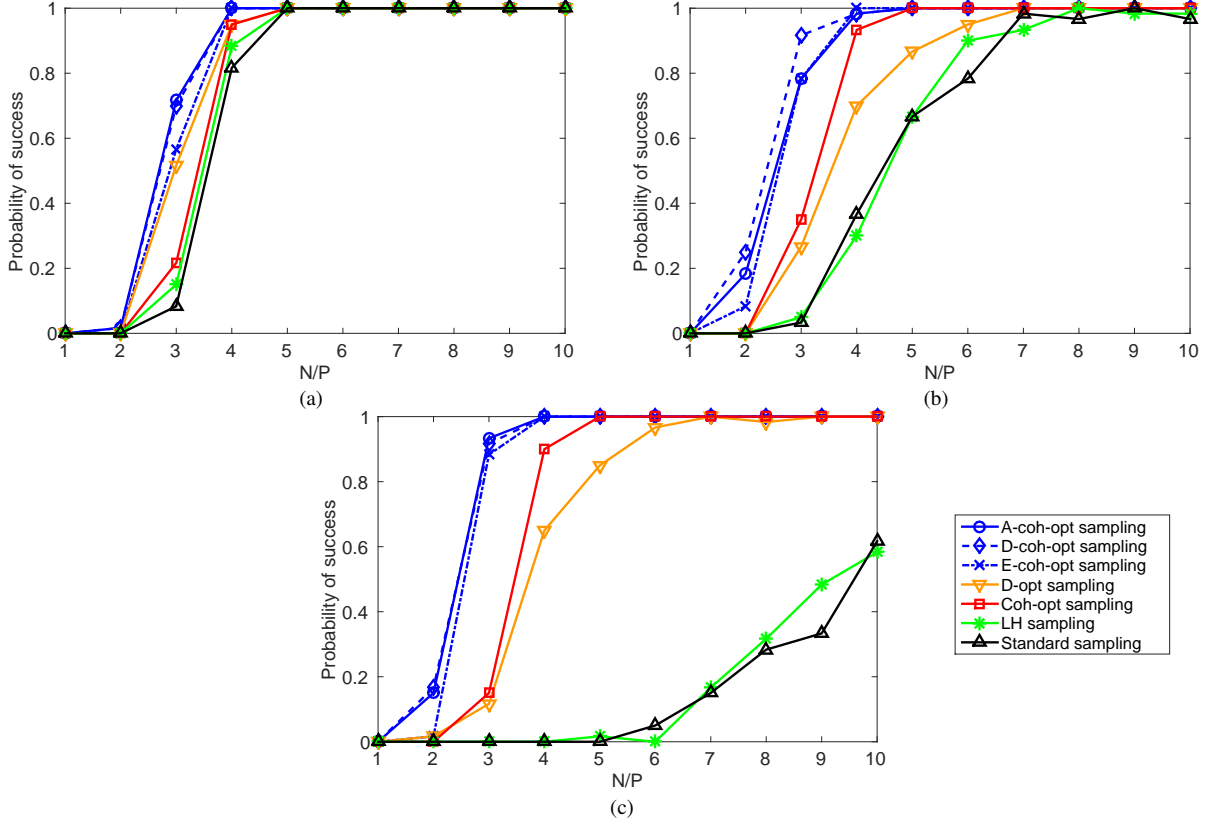 Probability of success
1
0.8
0.6
0.4
0.2
0
1 2 3 4 5 6 7 8 9 10
N/P
(a)
Probability of success
1
0.8
0.6
0.4
0.2
0
1 2 3 4 5 6 7 8 9 10
N/P
(b)
Probability of success
1
0.8
0.6
0.4
0.2
0
1 2 3 4 5 6 7 8 9 10
N/P
(c)
A-coh-opt sampling
D-coh-opt sampling
E-coh-opt sampling
D-opt sampling
Coh-opt sampling
LH sampling
Standard sampling